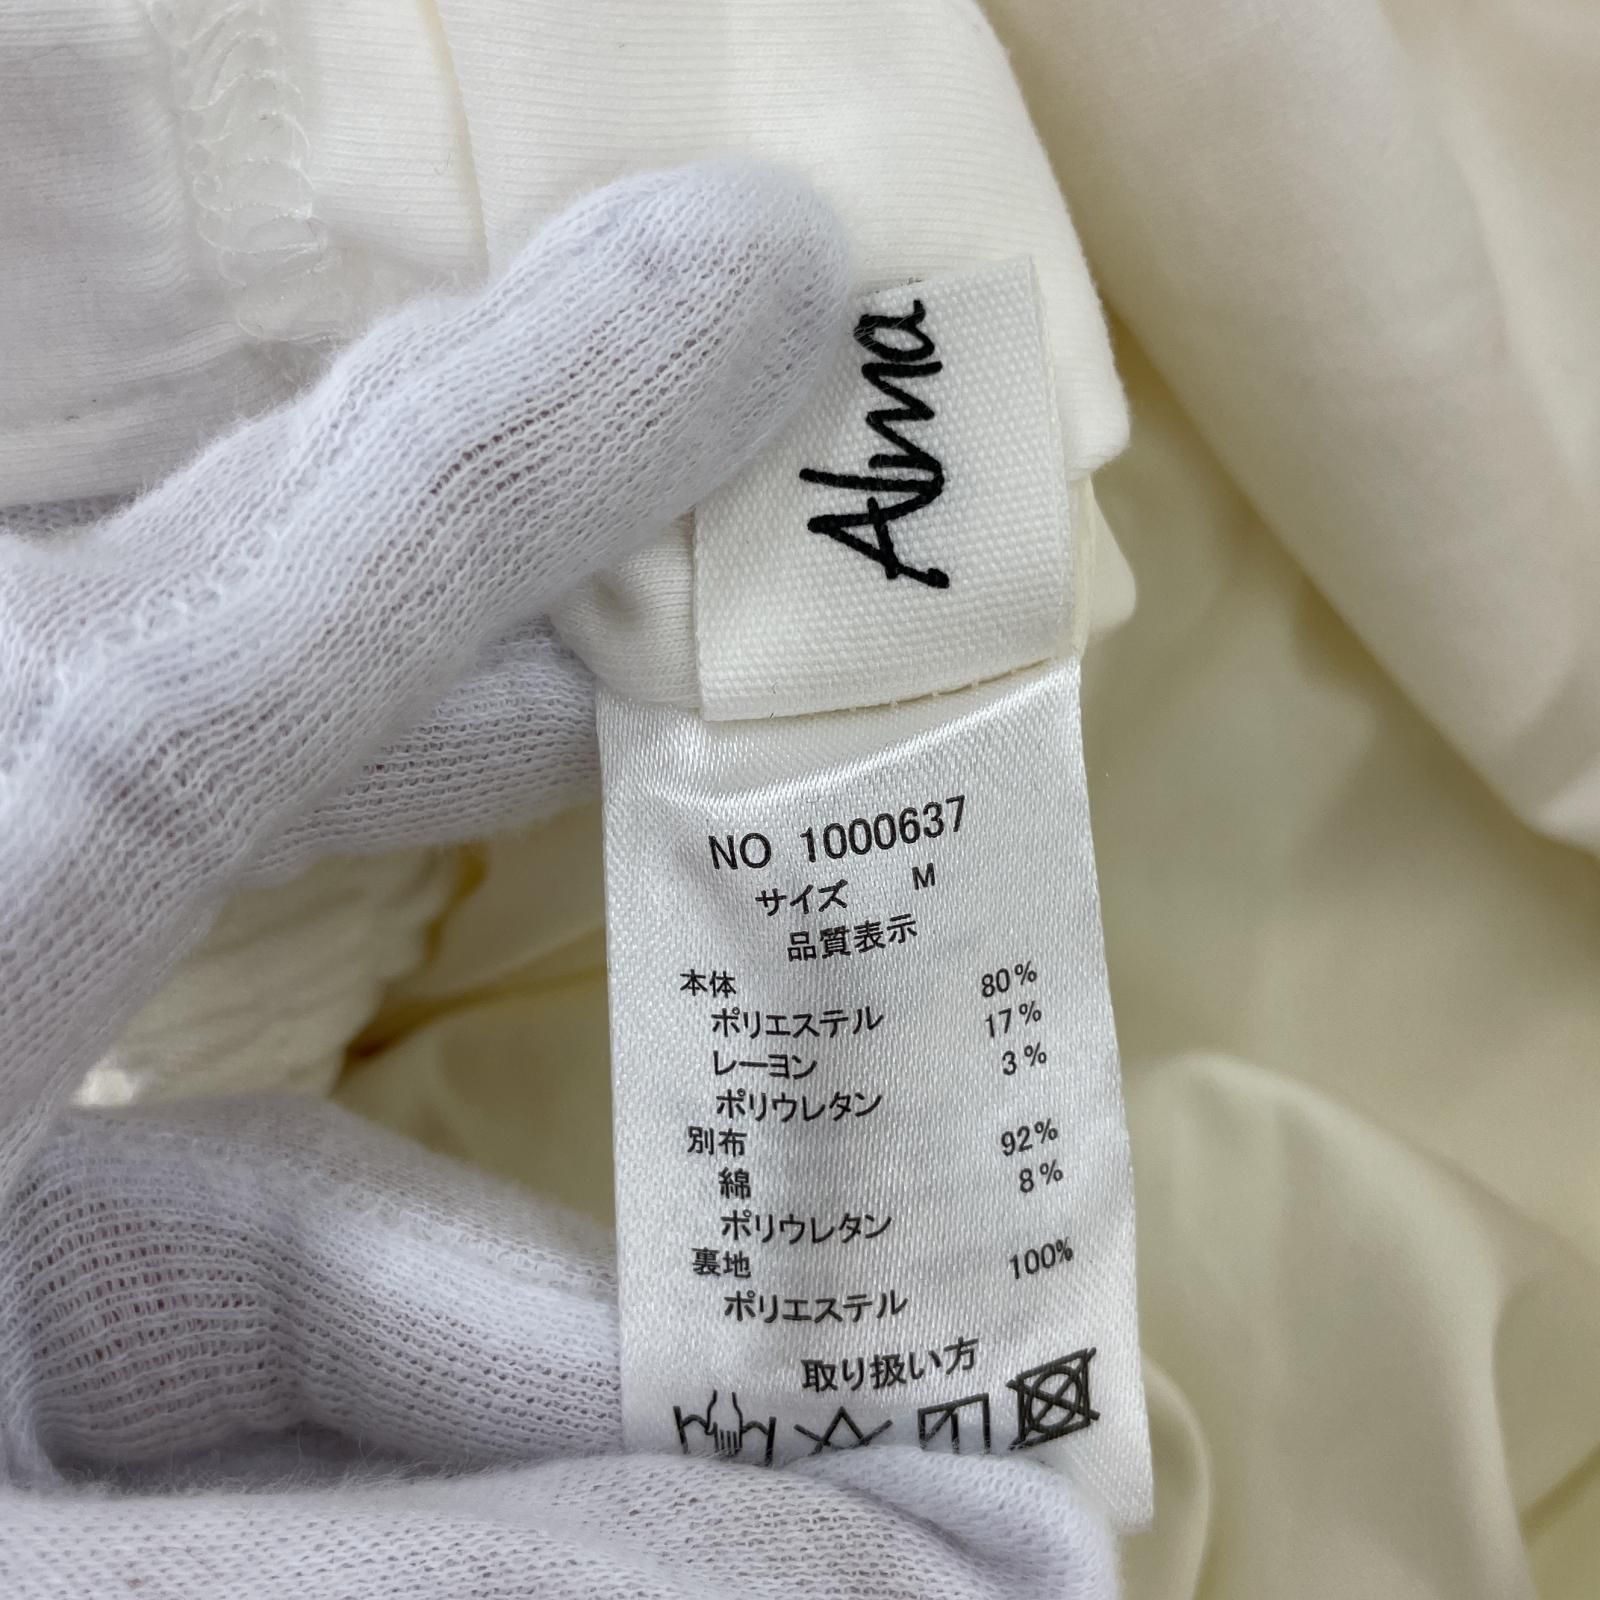 Alma
NO 1000637
サイズ M
品質表示
本体 80%
ポリエステル 17%
レーヨン 3%
ポリウレタン
別布 92%
綿 8%
ポリウレタン
裏地 100%
ポリエステル
取り扱い方